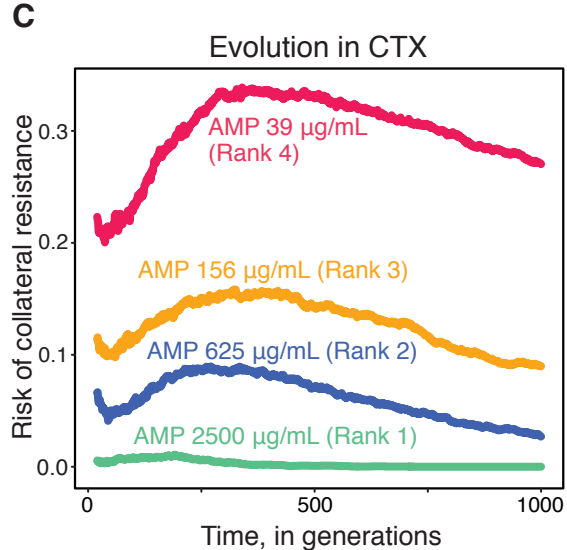 C
Evolution in CTX
Risk of collateral resistance
0.3
0.2
0.1
0.0
AMP 39 µg/mL
(Rank 4)
AMP 156 µg/mL (Rank 3)
AMP 625 µg/mL (Rank 2)
AMP 2500 µg/mL (Rank 1)
0
500
1000
Time, in generations